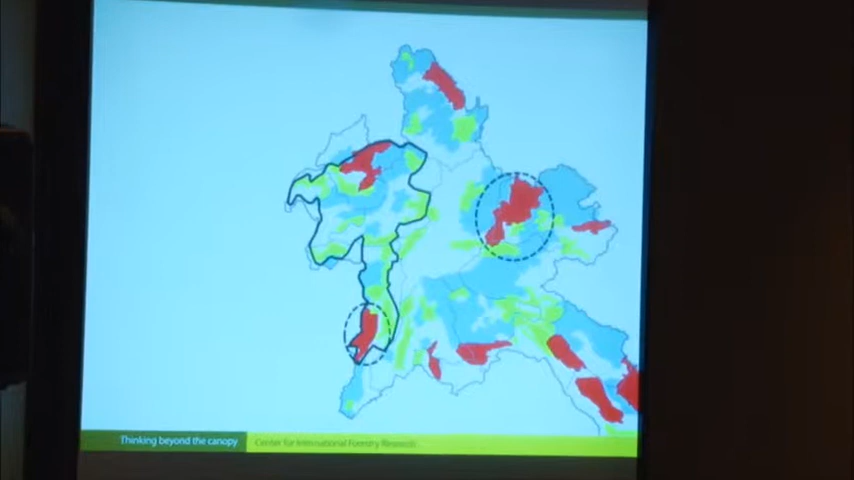 Thinking beyond the canopy
Center for International Forestry Research